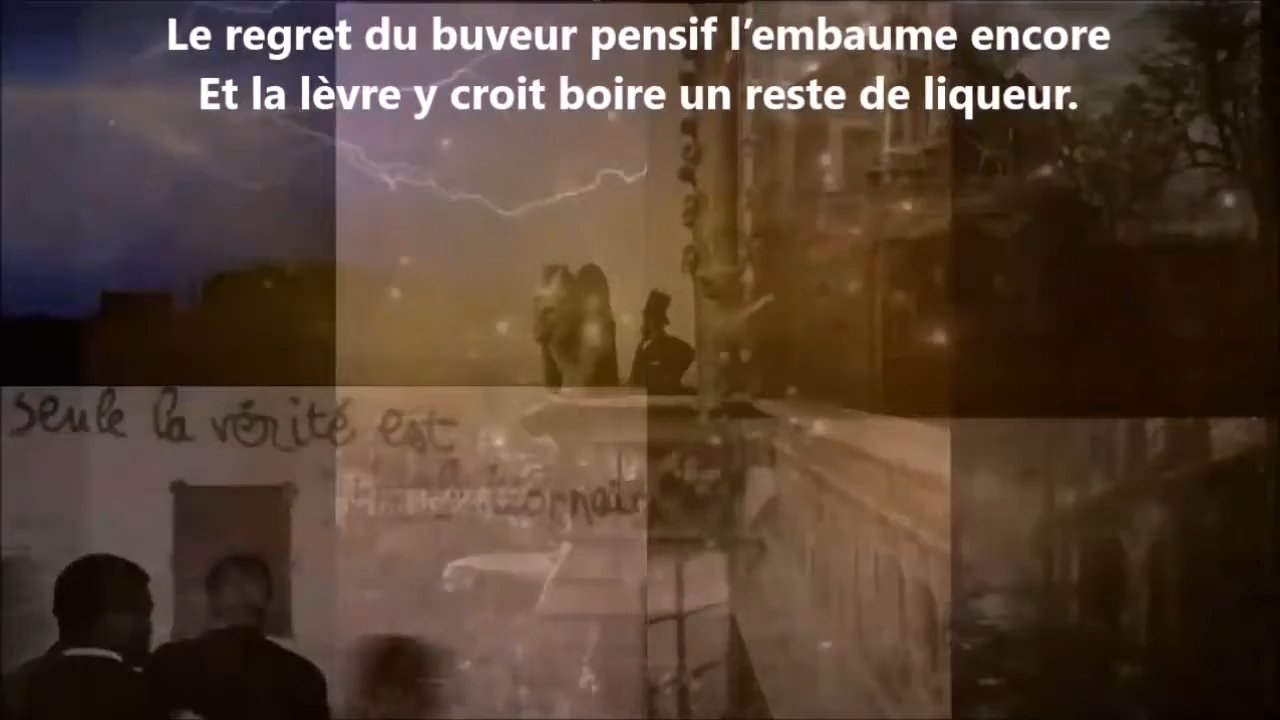 Le regret du buveur pensif l’embaume encore
Et la lèvre y croit boire un reste de liqueur.
seule la vérité est